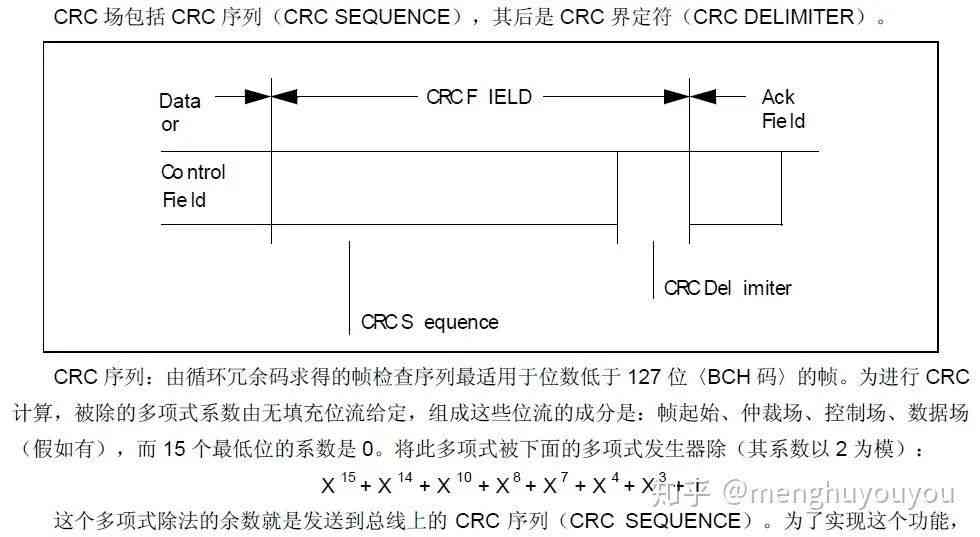 CRC 场包括 CRC 序列（CRC SEQUENCE），其后是 CRC 界定符（CRC DELIMITER）。
Data
or
CRCF IELD
Ack
Field
Control
Field
CRCDel imiter
CRCS equence
CRC 序列：由循环冗余码求得的帧检查序列最适用于位数低于 127 位〈BCH 码〉的帧。为进行 CRC
计算，被除的多项式系数由无填充位流给定，组成这些位流的成分是：帧起始、仲裁场、控制场、数据场
（假如有），而 15 个最低位的系数是 0。将此多项式被下面的多项式发生器除（其系数以 2 为模）：
X 15 + X 14 + X 10 + X 8 + X 7 + X 4 + X 3 +
知乎 @menghuyouyou
这个多项式除法的余数就是发送到总线上的 CRC 序列（CRC SEQUENCE）。为了实现这个功能，